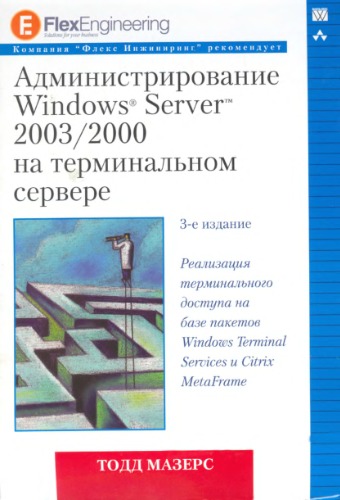 FlexEngineering
Solutions for your business
Компания "Флекс Инжиниринг" рекомендует
Администрирование
Windows® Server™
2003/2000
на терминальном
сервере
3-е издание
Реализация
терминального
доступа на
базе пакетов
Windows Terminal
Services и Citrix
MetaFrame
ТОДД МАЗЕРС